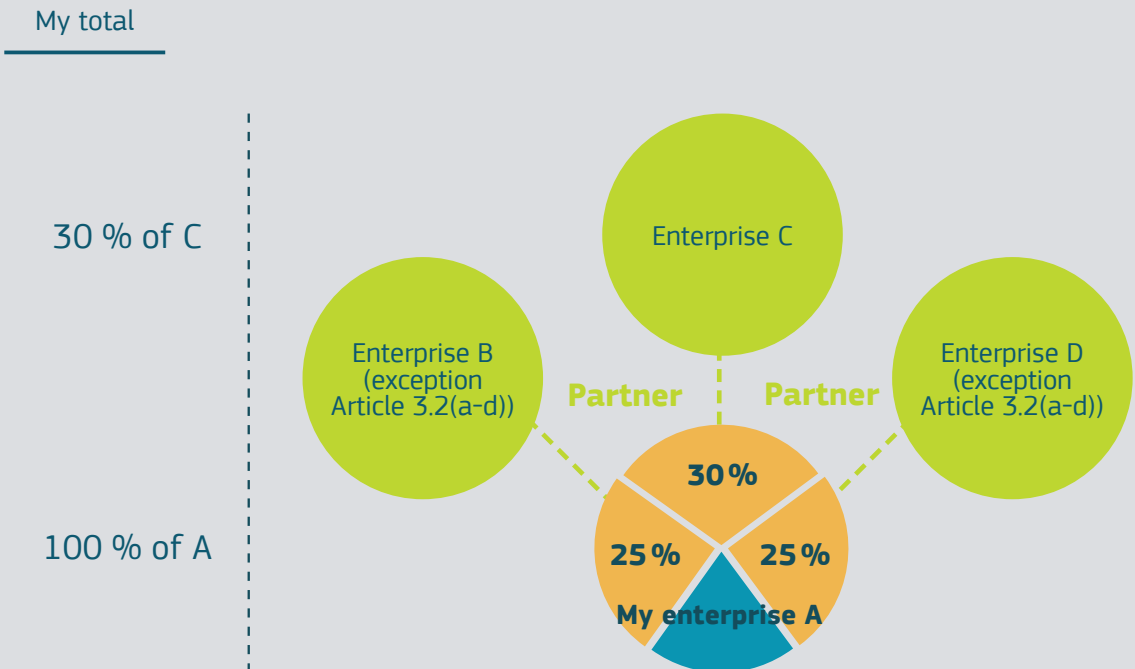 My total
30 % of C
Enterprise C
Enterprise B
(exception
Article 3.2(a-d))
Partner
Partner
Enterprise D
(exception
Article 3.2(a-d))
30 %
100 % of A
25 %
25 %
My enterprise A